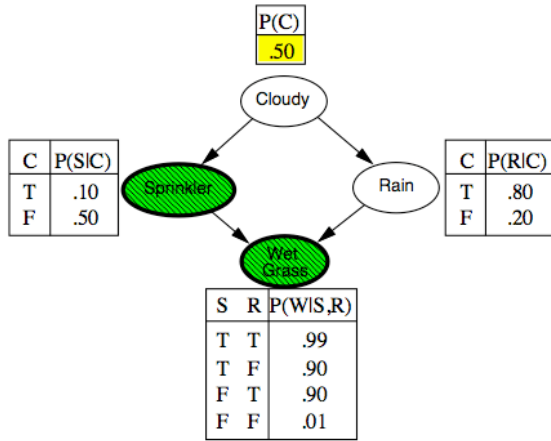 P(C)
.50
Cloudy
C P(S|C)
T .10
F .50
Sprinkler
Rain
C P(R|C)
T .80
F .20
Wet
Grass
S R P(W|S,R)
T T .99
T F .90
F T .90
F F .01